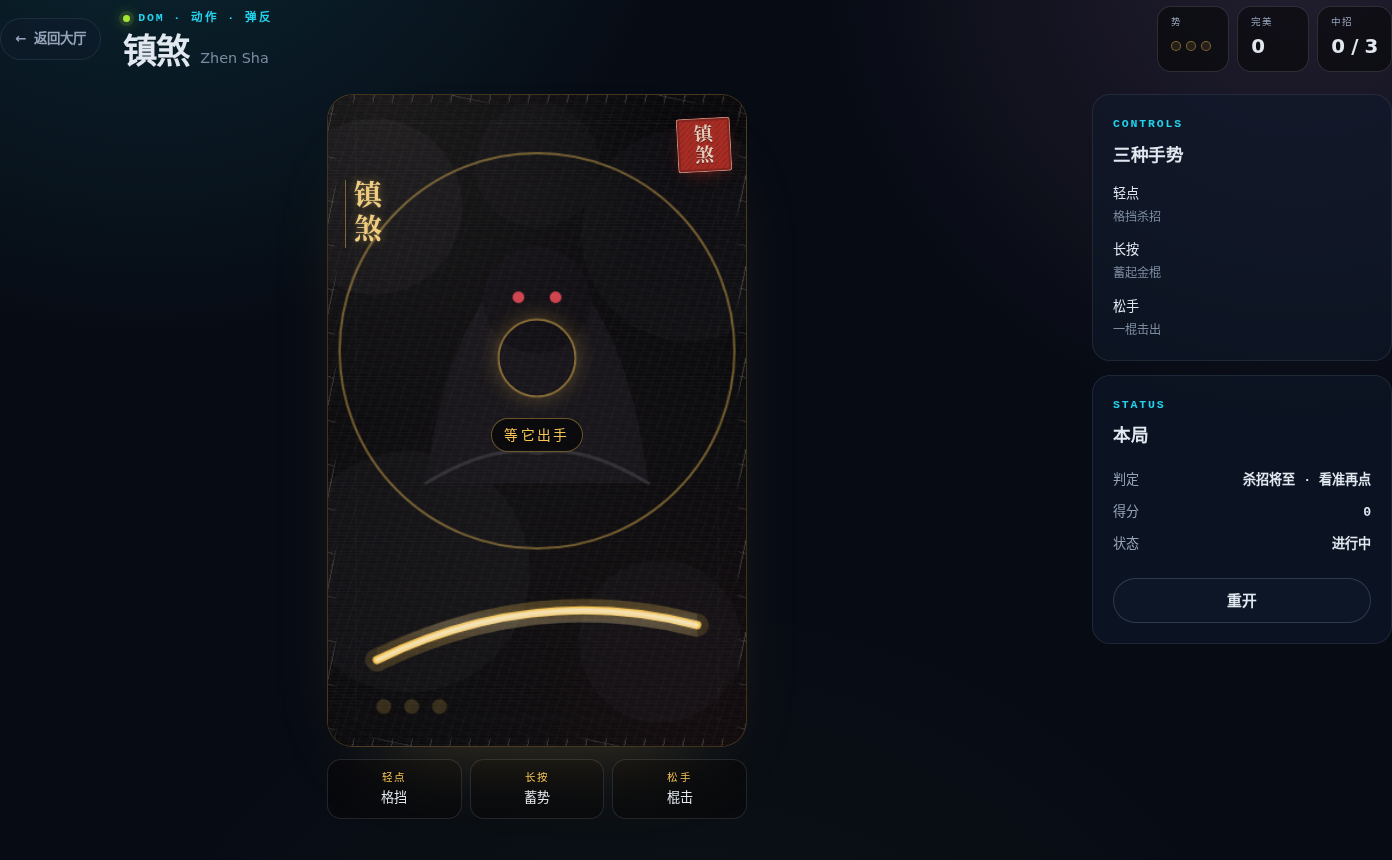 ← 返回大厅
DOM · 动作 · 弹反
镇煞 Zhen Sha
势
完美
0
中招
0 / 3
镇煞
镇煞
等它出手
轻点
格挡
长按
蓄势
松手
棍击
CONTROLS
三种手势
轻点
格挡杀招
长按
蓄起金棍
松手
一棍击出
STATUS
本局
判定 杀招将至 · 看准再点
得分 0
状态 进行中
重开